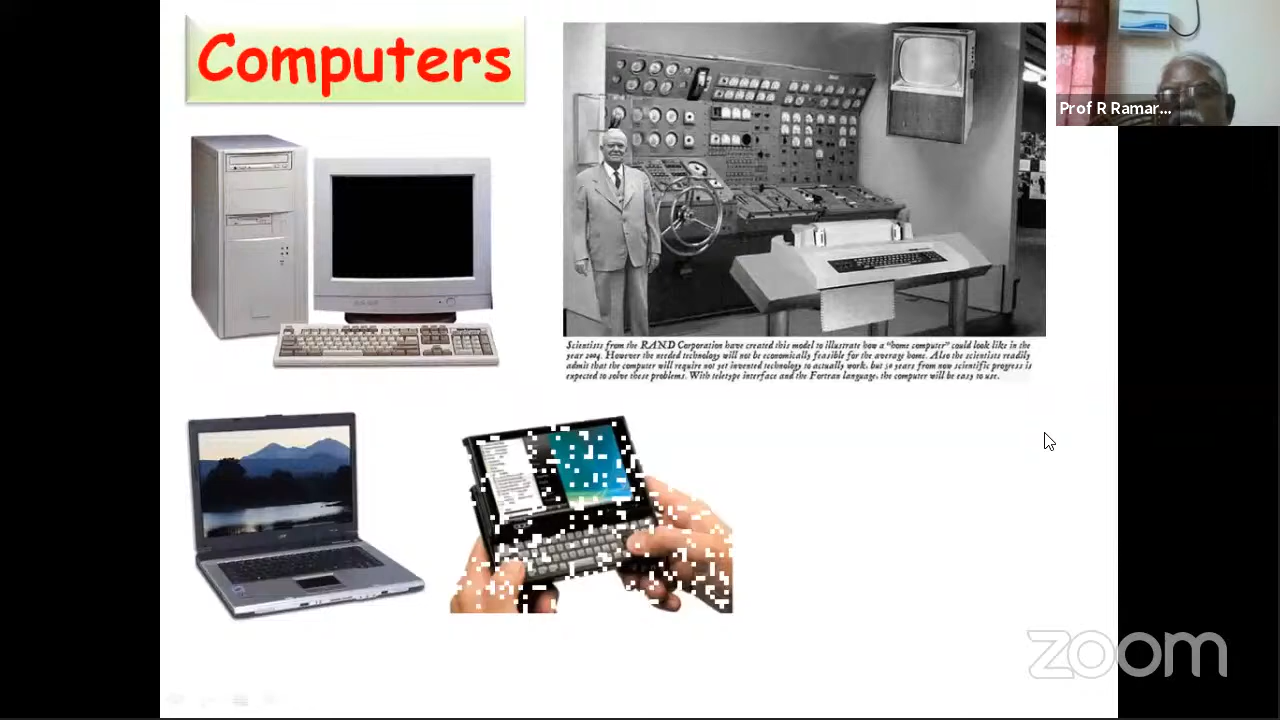 Computers
Prof R Ramar...
Scientists from the RAND Corporation have created this model to illustrate how a "home computer" could look like in the
year 2004. However the needed technology will not be economically feasible for the average home. Also the scientists readily
admit that the computer will require not yet invented technology to actually work, but 50 years from now scientific progress is
expected to solve these problems. With teletype interface and the Fortran language, the computer will be easy to use.
zoom